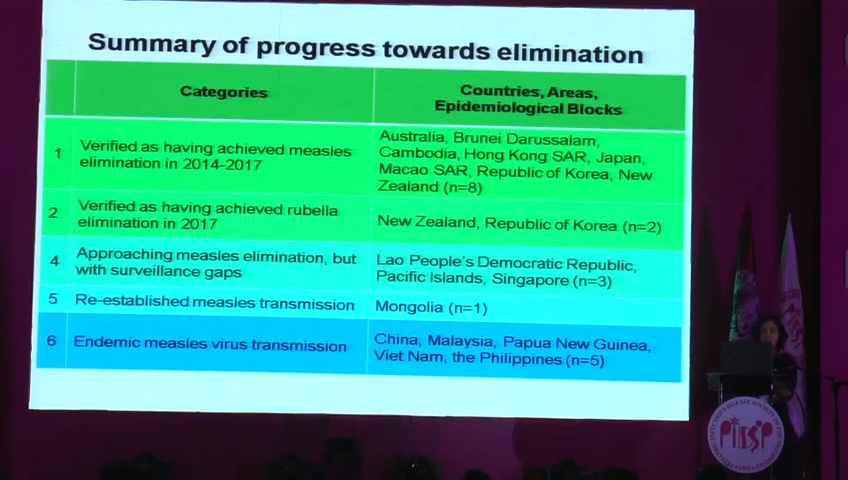 Summary of progress towards elimination
Categories
Countries, Areas,
Epidemiological Blocks
1
Verified as having achieved measles
elimination in 2014-2017
Australia, Brunei Darussalam,
Cambodia, Hong Kong SAR, Japan,
Macao SAR, Republic of Korea, New
Zealand (n=8)
2
Verified as having achieved rubella
elimination in 2017
New Zealand, Republic of Korea (n=2)
4
Approaching measles elimination, but
with surveillance gaps
Lao People's Democratic Republic,
Pacific Islands, Singapore (n=3)
5
Re-established measles transmission
Mongolia (n=1)
6
Endemic measles virus transmission
China, Malaysia, Papua New Guinea,
Viet Nam, the Philippines (n=5)